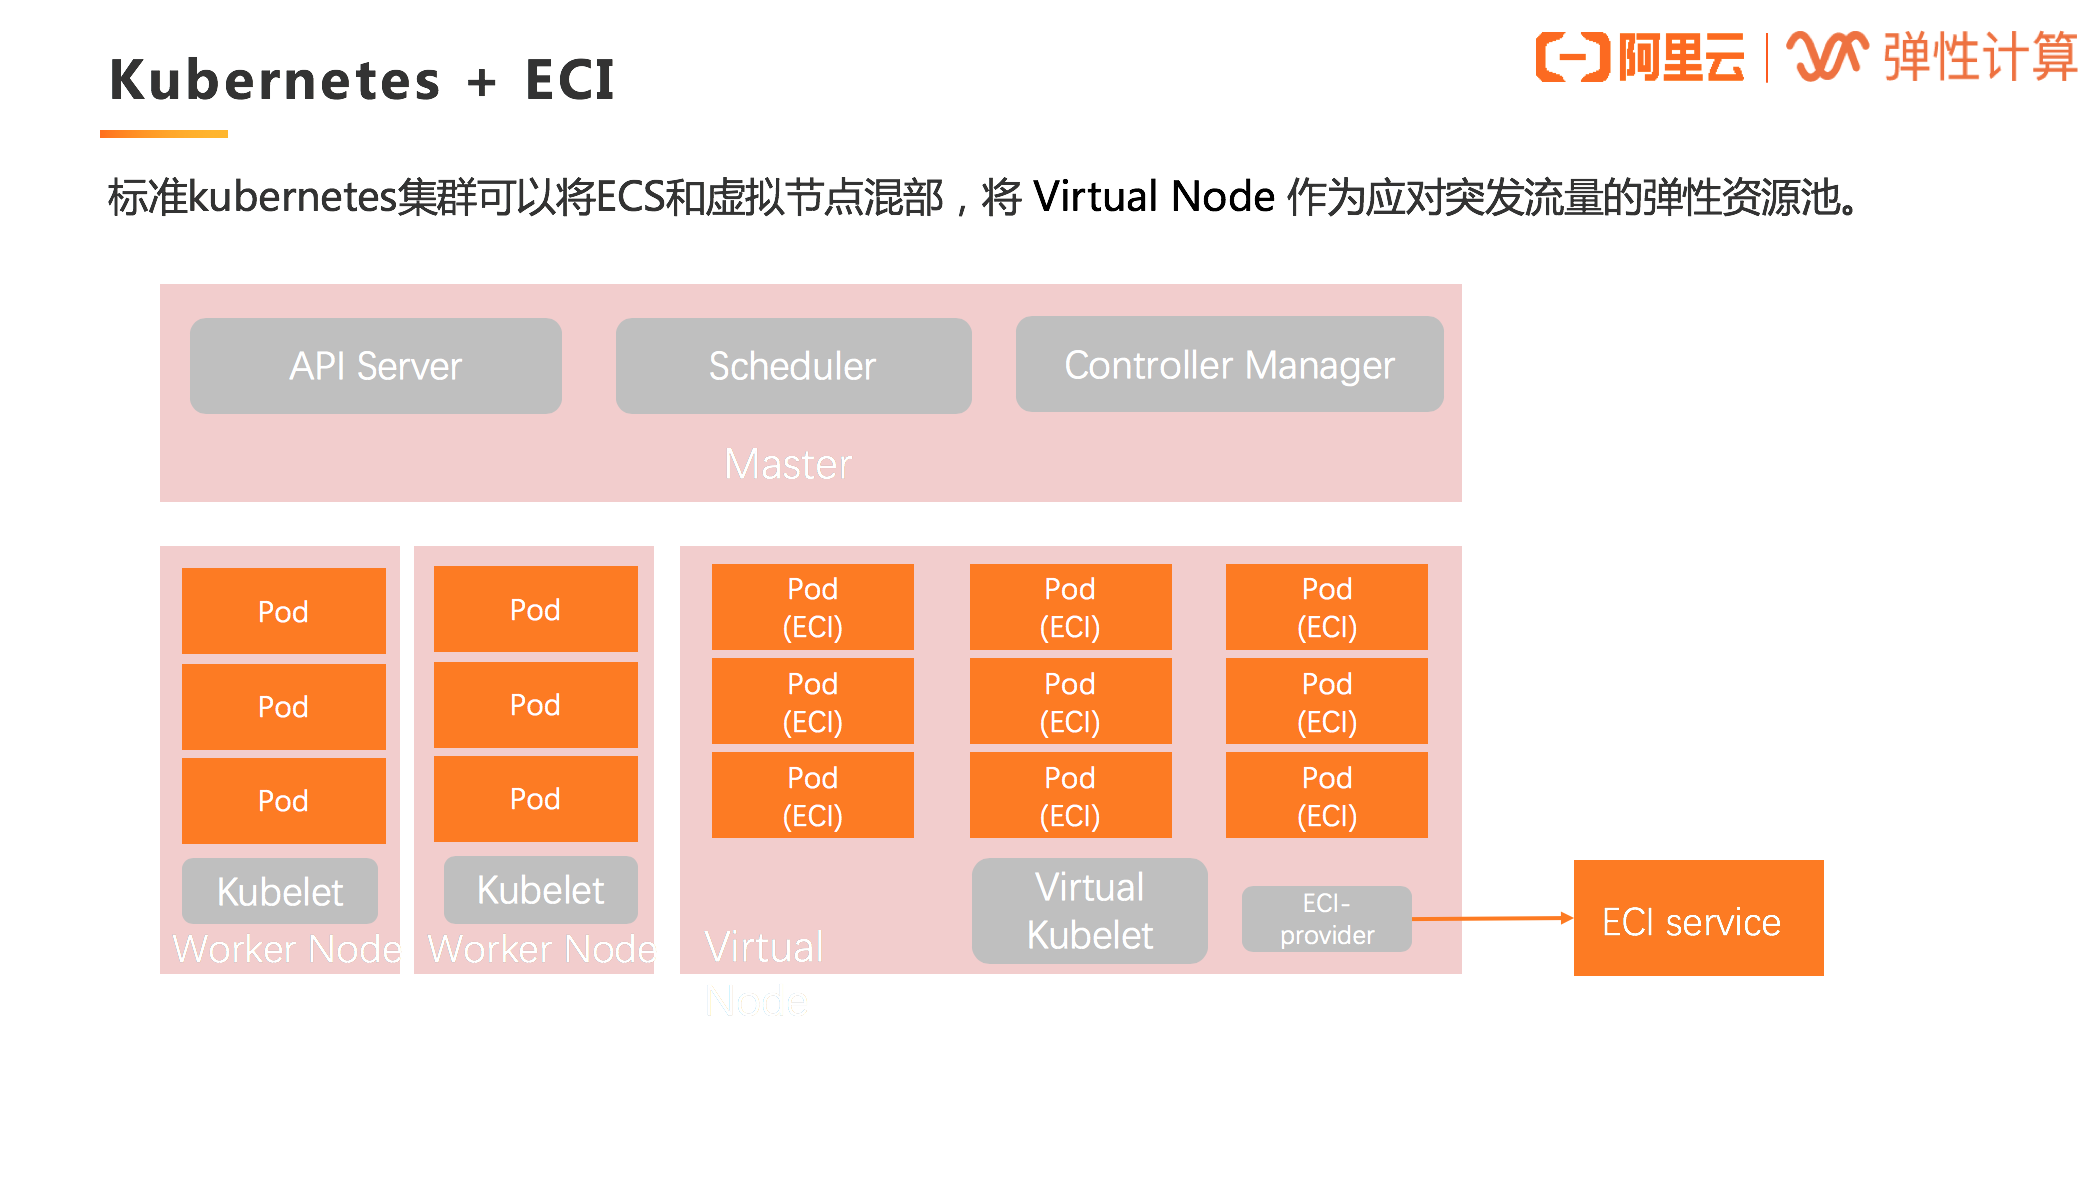 Kubernetes + ECI
阿里云 弹性计算
标准kubernetes集群可以将ECS和虚拟节点混部，将 Virtual Node 作为应对突发流量的弹性资源池。
API Server
Scheduler
Controller Manager
Master
Pod
Pod
Pod
Kubelet
Worker Node
Pod
Pod
Pod
Kubelet
Worker Node
Pod
(ECI)
Pod
(ECI)
Pod
(ECI)
Pod
(ECI)
Pod
(ECI)
Pod
(ECI)
Pod
(ECI)
Pod
(ECI)
Pod
(ECI)
Virtual
Node
Virtual
Kubelet
ECI-
provider
ECI service